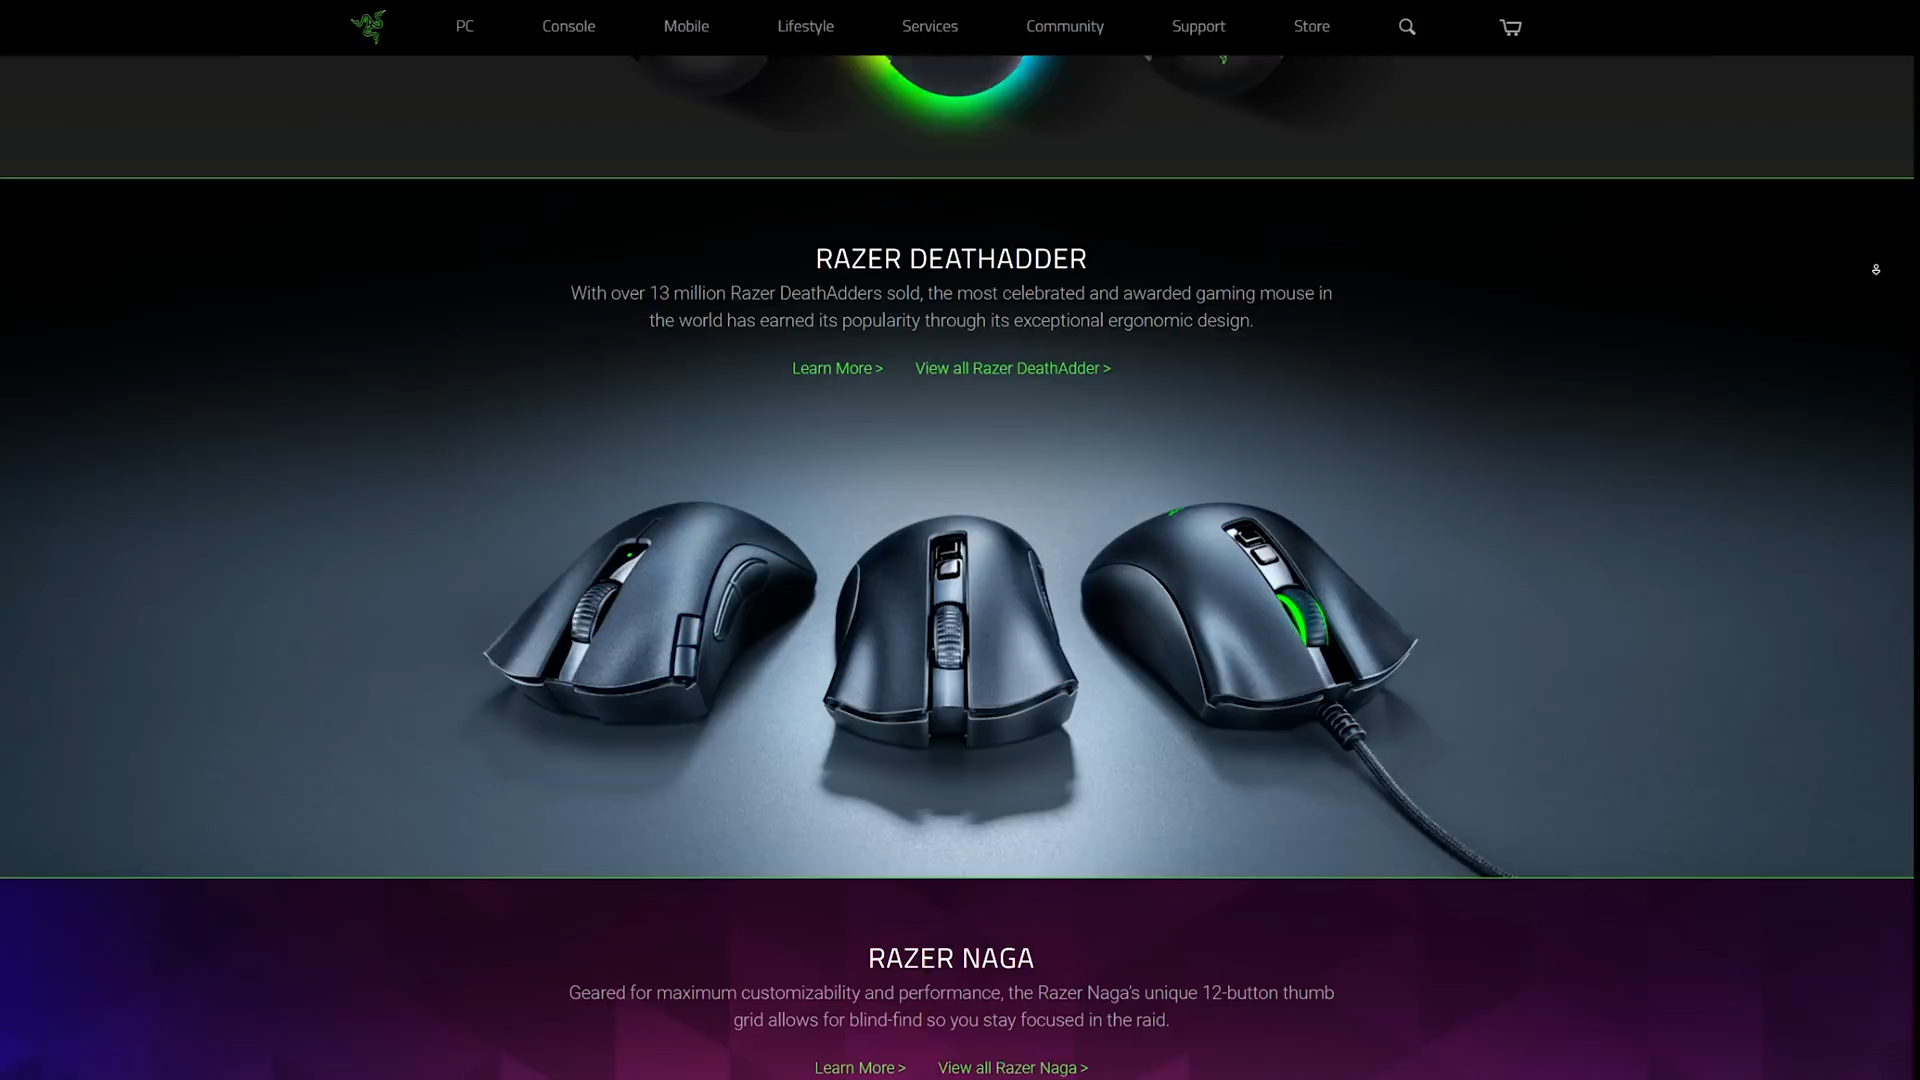 PC
Console
Mobile
Lifestyle
Services
Community
Support
Store
RAZER DEATHADDER
With over 13 million Razer DeathAdders sold, the most celebrated and awarded gaming mouse in
the world has earned its popularity through its exceptional ergonomic design.
Learn More >
View all Razer DeathAdder >
RAZER NAGA
Geared for maximum customizability and performance, the Razer Naga's unique 12-button thumb
grid allows for blind-find so you stay focused in the raid.
Learn More >
View all Razer Naga >